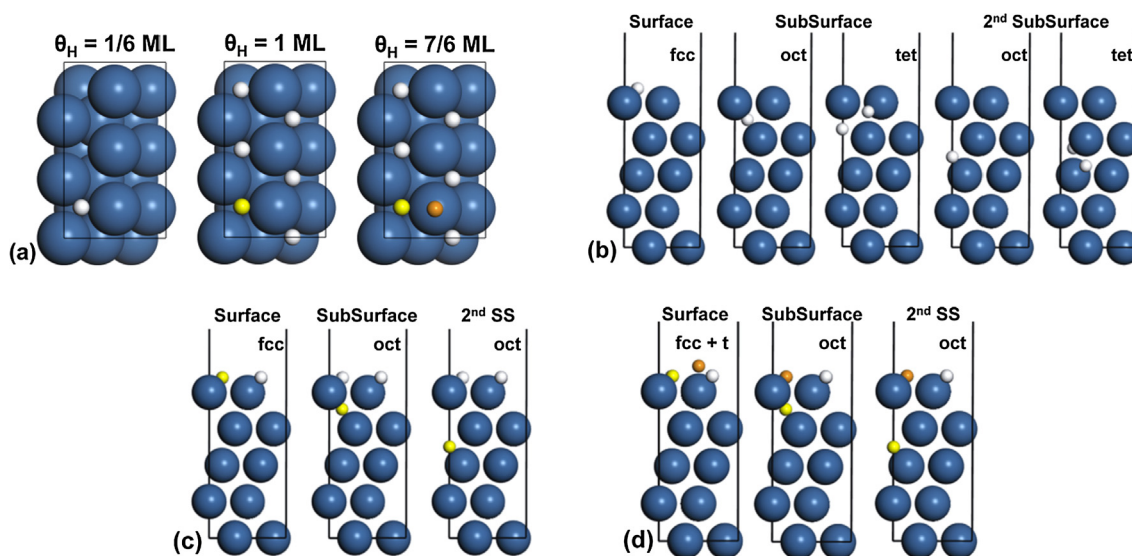 θH = 1/6 ML
θH = 1 ML
θH = 7/6 ML
(a)
Surface
SubSurface
2nd SubSurface
fcc
oct
tet
oct
tet
(b)
Surface
SubSurface
2nd SS
fcc
oct
oct
(c)
Surface
SubSurface
2nd SS
fcc + t
oct
oct
(d)